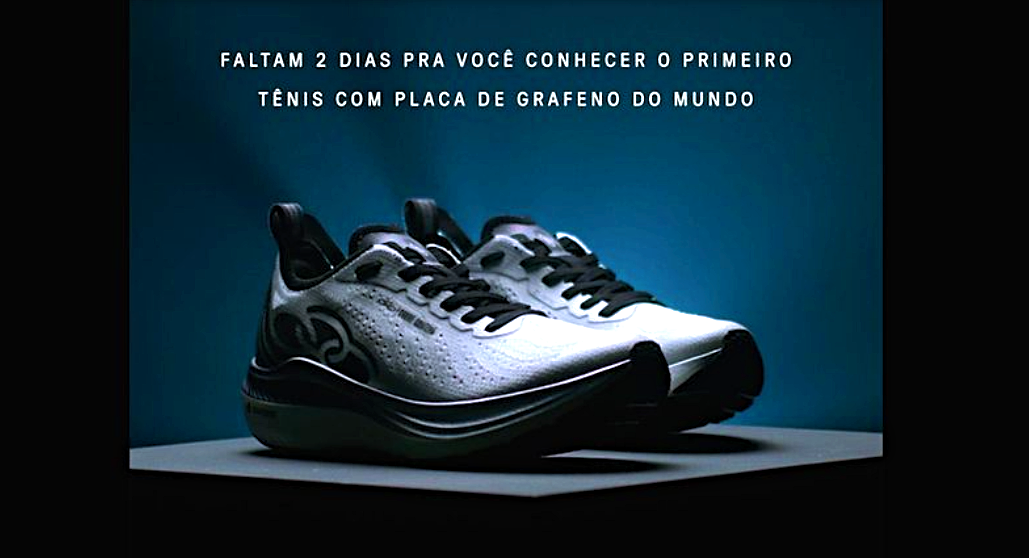 FALTAM 2 DIAS PRA VOCÊ CONHECER O PRIMEIRO
TÊNIS COM PLACA DE GRAFENO DO MUNDO